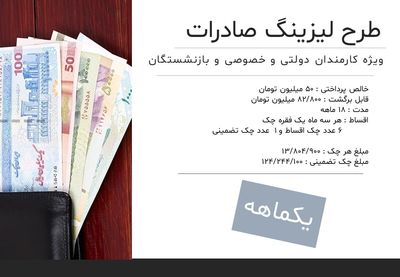 طرح لیزینگ صادرات
ویژه کارمندان دولتی و خصوصی و بازنشستگان
خالص پرداختی : ۵۰ میلیون تومان
قابل برگشت : ۸۲/۸۰۰ میلیون تومان
مدت : ۱۸ ماهه
اقساط : هر سه ماه یک فقره چک
۶ عدد چک اقساط و ۱ عدد چک تضمینی
مبلغ هر چک : ۱۳/۸۰۴/۹۰۰
مبلغ چک تضمینی : ۱۲۴/۲۴۴/۱۰۰
یکماهه
100
50